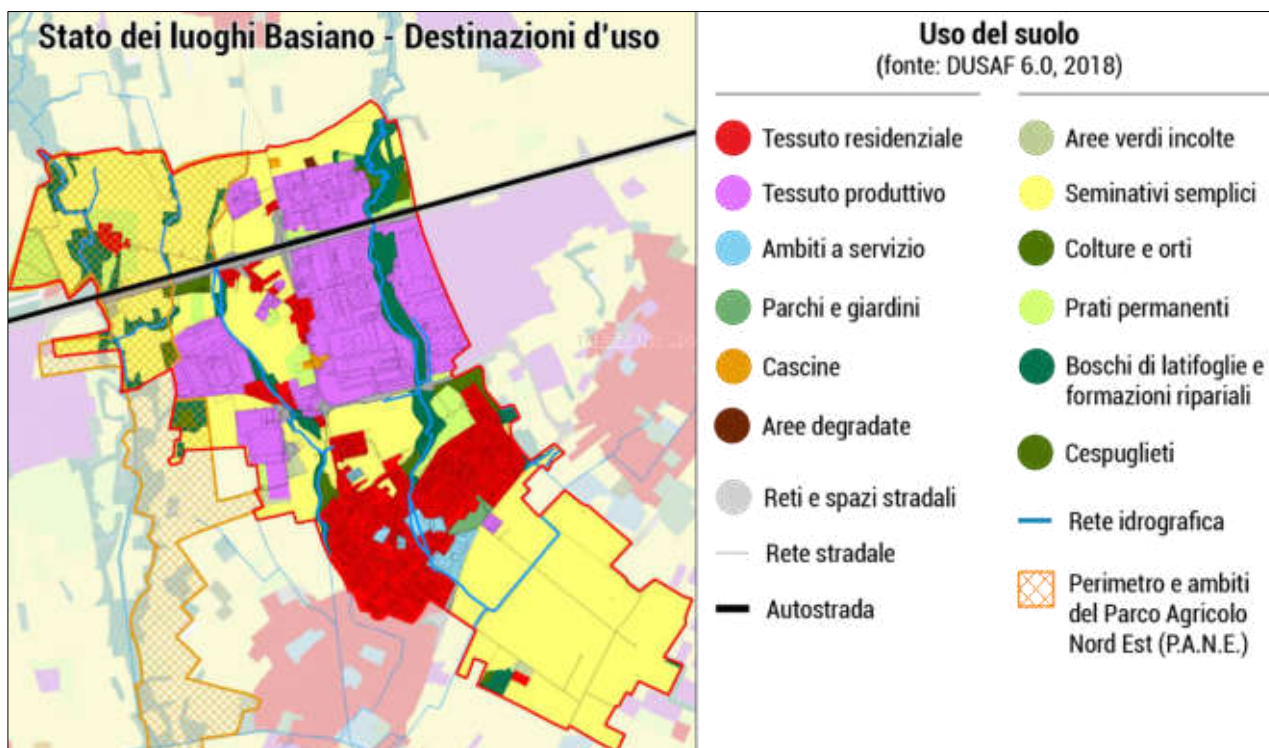 Stato dei luoghi Basiano - Destinazioni d'uso
Uso del suolo
(fonte: DUSAF 6.0, 2018)
Tessuto residenziale
Tessuto produttivo
Ambiti a servizio
Parchi e giardini
Cascine
Aree degradate
Reti e spazi stradali
Rete stradale
Autostrada
Aree verdi incolte
Seminativi semplici
Colture e orti
Prati permanenti
Boschi di latifoglie e
formazioni ripariali
Cespuglieti
Rete idrografica
Perimetro e ambiti
del Parco Agricolo
Nord Est (P.A.N.E.)